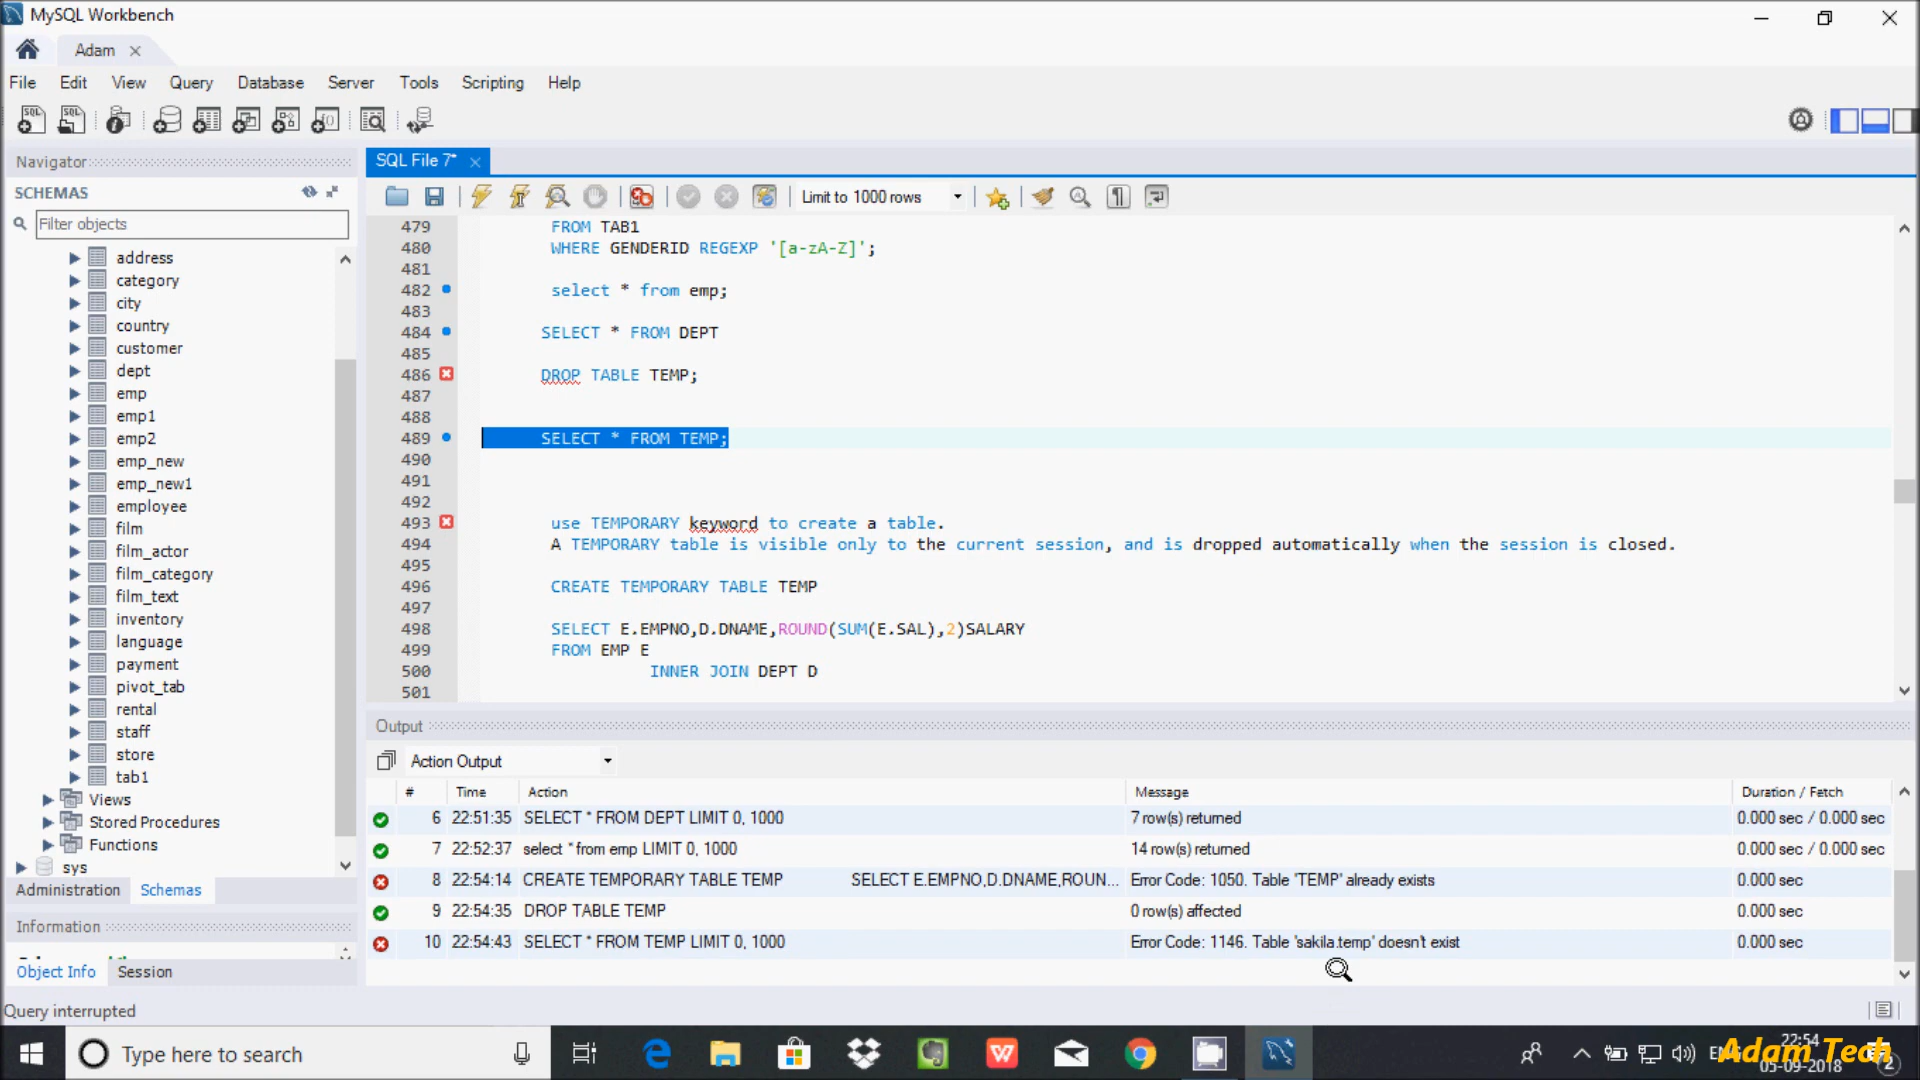 MySQL Workbench
Adam
File Edit View Query Database Server Tools Scripting Help
Navigator
SCHEMAS
Filter objects
address
category
city
country
customer
dept
emp
emp1
emp2
emp_new
emp_new1
employee
film
film_actor
film_category
film_text
inventory
language
payment
pivot_tab
rental
staff
store
tab1
Views
Stored Procedures
Functions
sys
Administration Schemas
Information
Object Info Session
Query interrupted
SQL File 7*
Limit to 1000 rows
479 FROM TAB1
480 WHERE GENDERID REGEXP '[a-zA-Z]';
481
482 select * from emp;
483
484 SELECT * FROM DEPT
485
486 DROP TABLE TEMP;
487
488
489 SELECT * FROM TEMP;
490
491
492
493 use TEMPORARY keyword to create a table.
494 A TEMPORARY table is visible only to the current session, and is dropped automatically when the session is closed.
495
496 CREATE TEMPORARY TABLE TEMP
497
498 SELECT E.EMPNO,D.DNAME,ROUND(SUM(E.SAL),2)SALARY
499 FROM EMP E
500 INNER JOIN DEPT D
501
Output
Action Output
# Time Action Message Duration / Fetch
6 22:51:35 SELECT * FROM DEPT LIMIT 0, 1000 7 row(s) returned 0.000 sec / 0.000 sec
7 22:52:37 select * from emp LIMIT 0, 1000 14 row(s) returned 0.000 sec / 0.000 sec
8 22:54:14 CREATE TEMPORARY TABLE TEMP SELECT E.EMPNO,D.DNAME,ROUN... Error Code: 1050. Table 'TEMP' already exists 0.000 sec
9 22:54:35 DROP TABLE TEMP 0 row(s) affected 0.000 sec
10 22:54:43 SELECT * FROM TEMP LIMIT 0, 1000 Error Code: 1146. Table 'sakila.temp' doesn't exist 0.000 sec
Type here to search
22:54
Adam Tech
05-09-2018
2